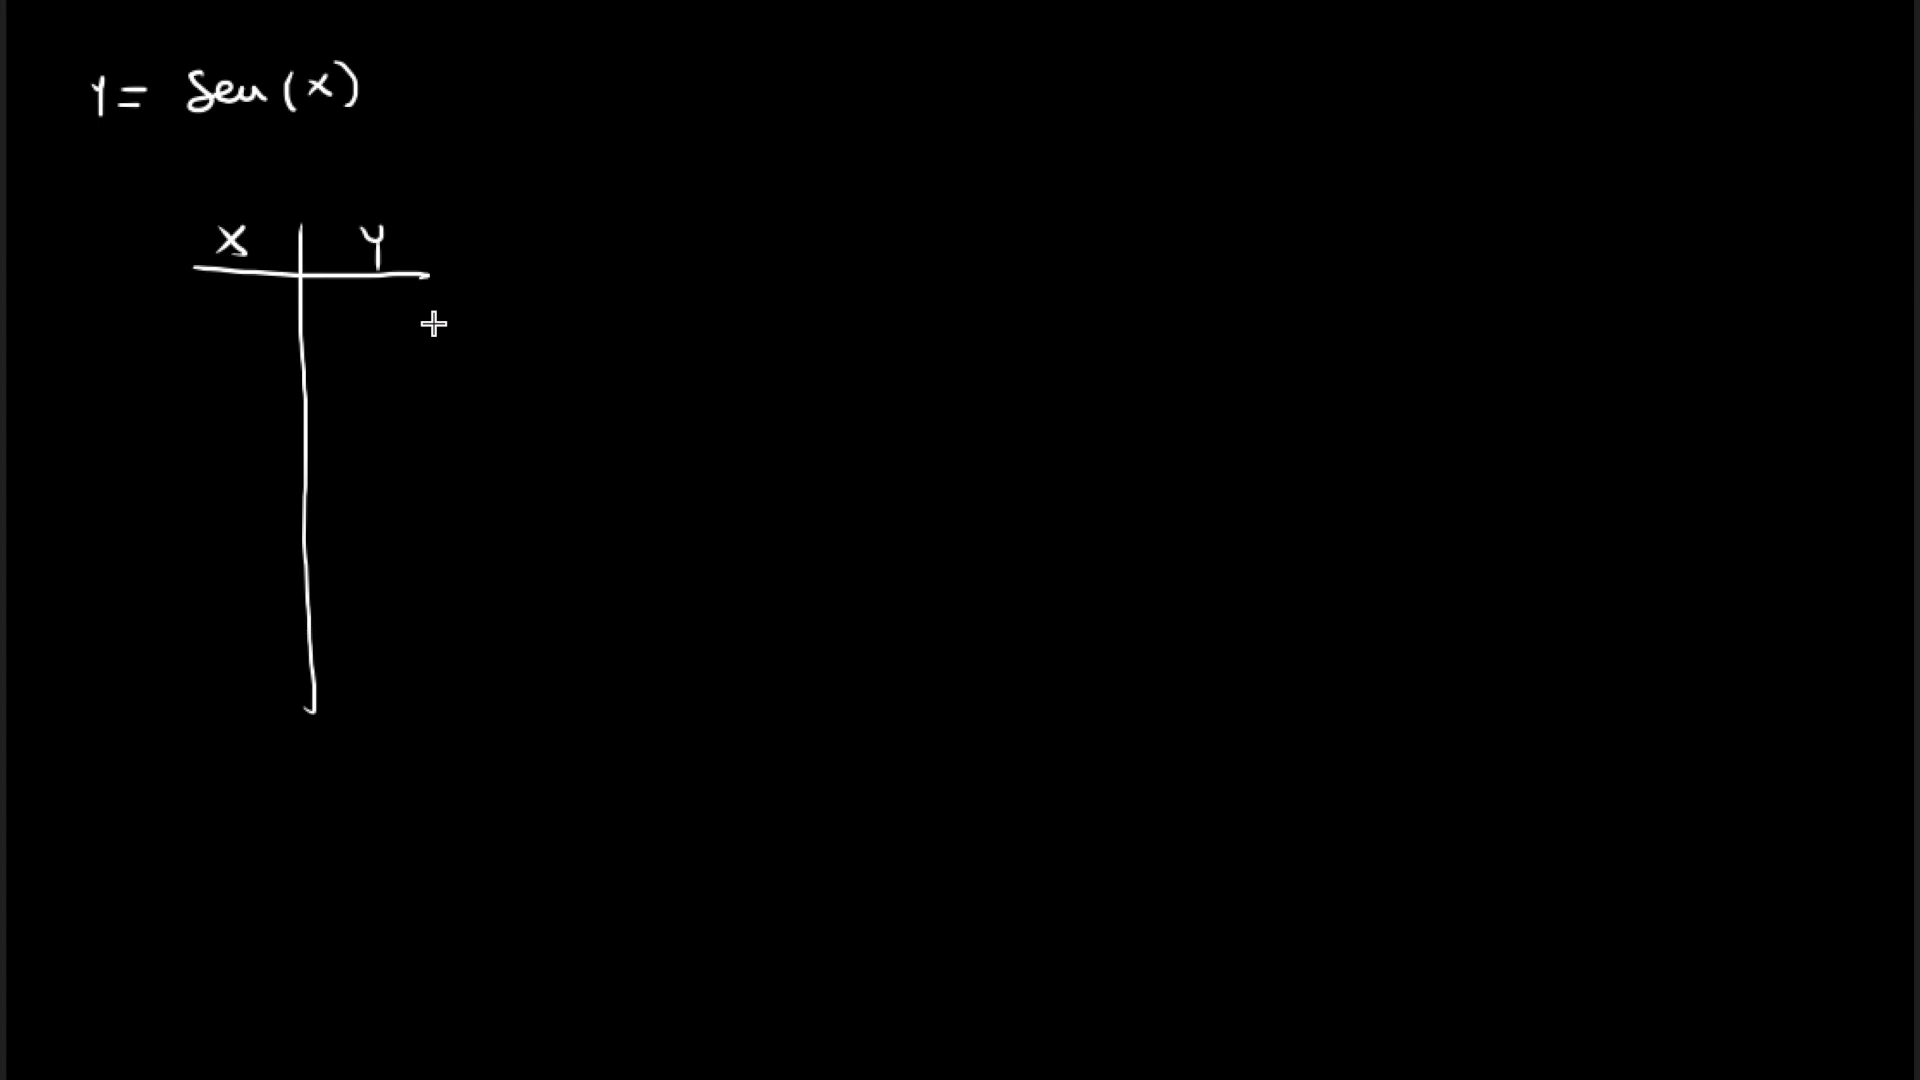 Y = Sen (x)
X Y